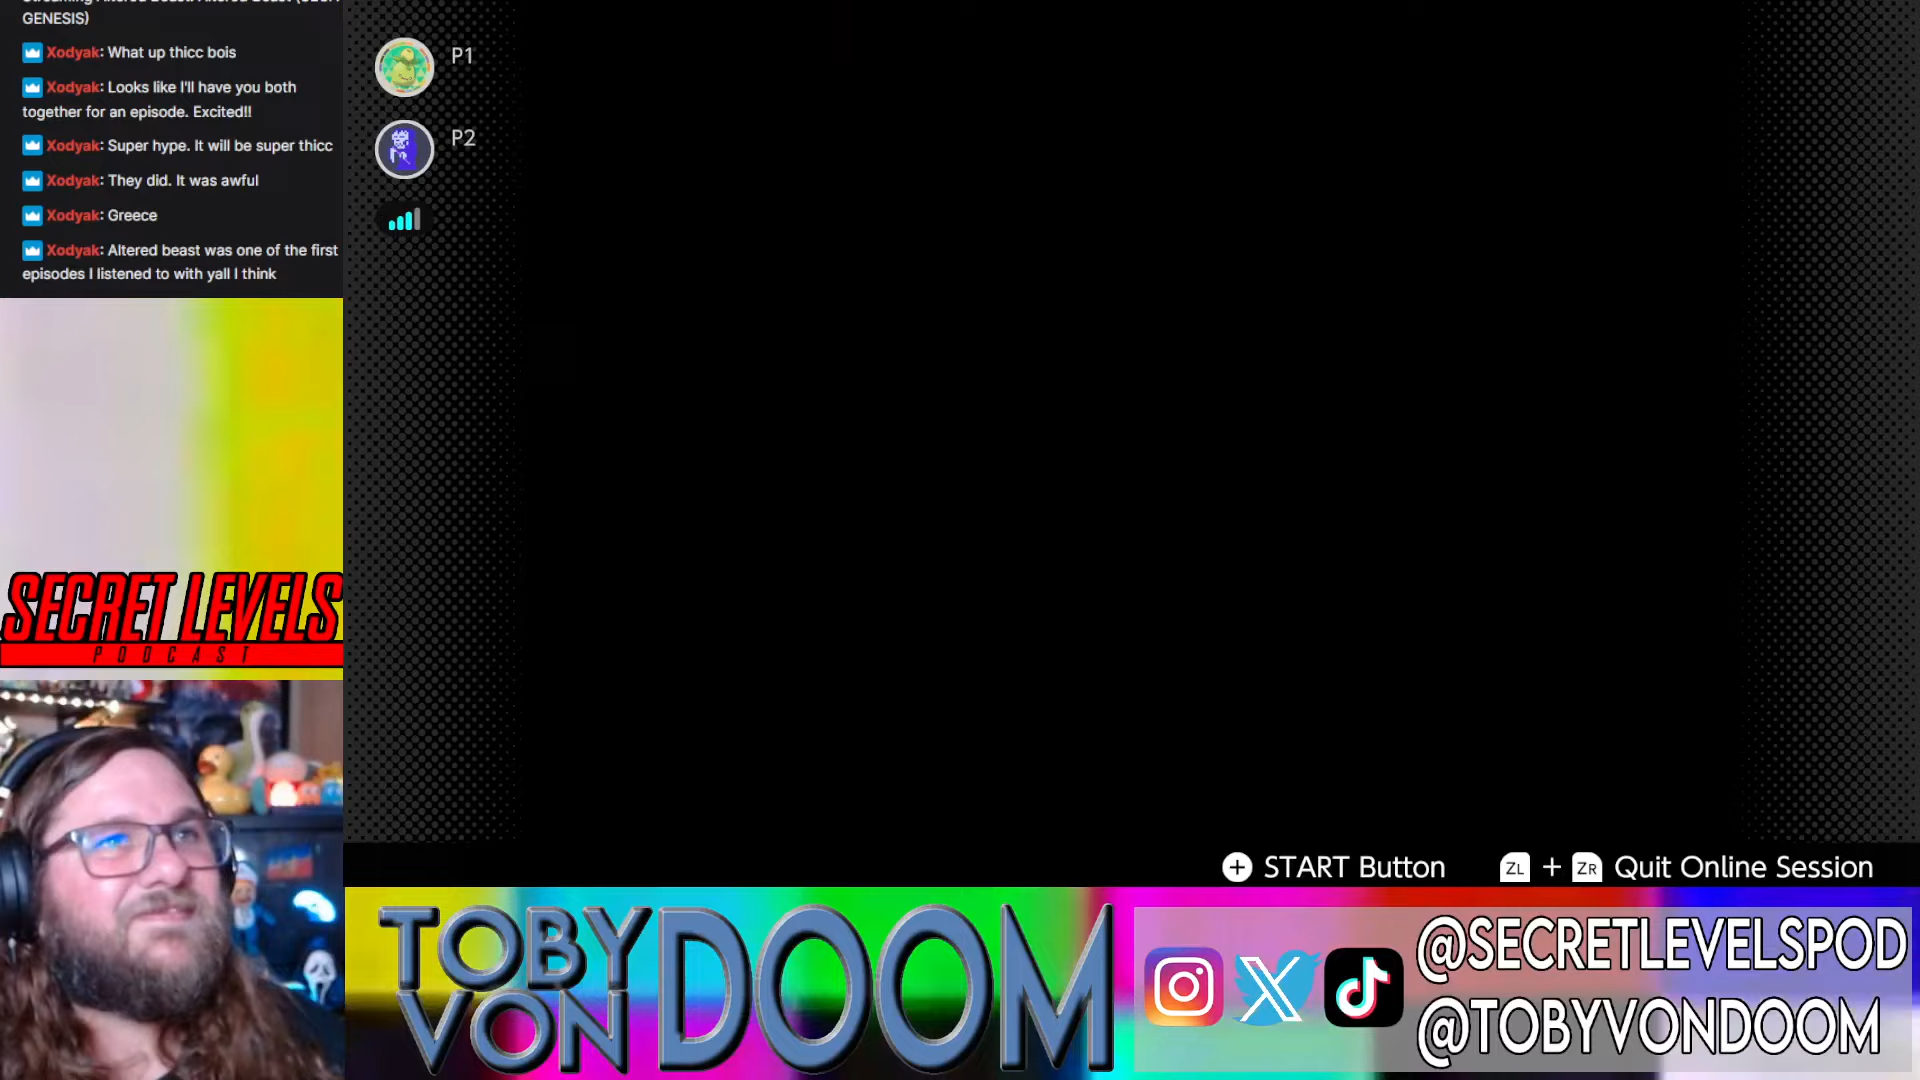 GENESIS)
Xodyak: What up thicc bois
Xodyak: Looks like I'll have you both
together for an episode. Excited!!
Xodyak: Super hype. It will be super thicc
Xodyak: They did. It was awful
Xodyak: Greece
Xodyak: Altered beast was one of the first
episodes I listened to with yall I think
P1
P2
SECRET LEVELS
PODCAST
START Button
ZL + ZR Quit Online Session
TOBY
VON
DOOM
@SECRETLEVELSPOD
@TOBYVONDOOM